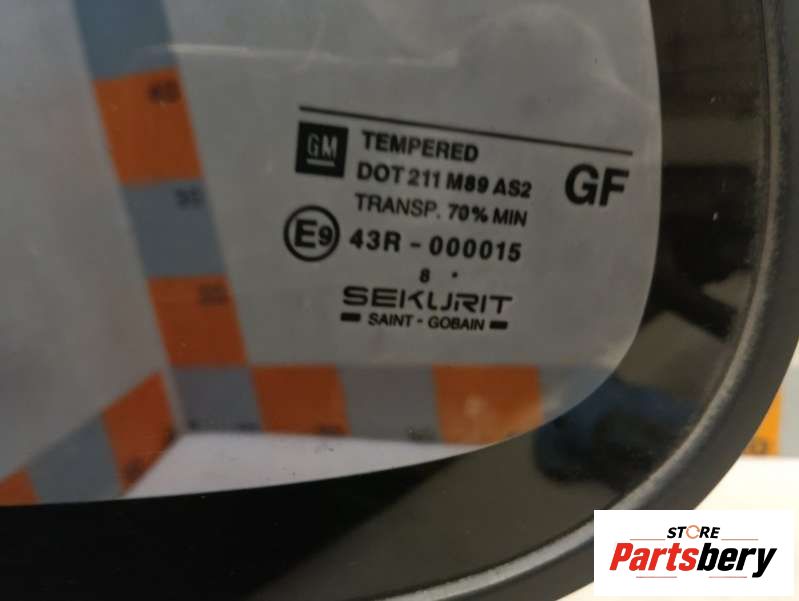 GM TEMPERED
DOT 211 M89 AS2 GF
TRANSP. 70% MIN
E9 43R - 000015
8 .
SEKURIT
SAINT - GOBAIN
40
STORE
Partsbery